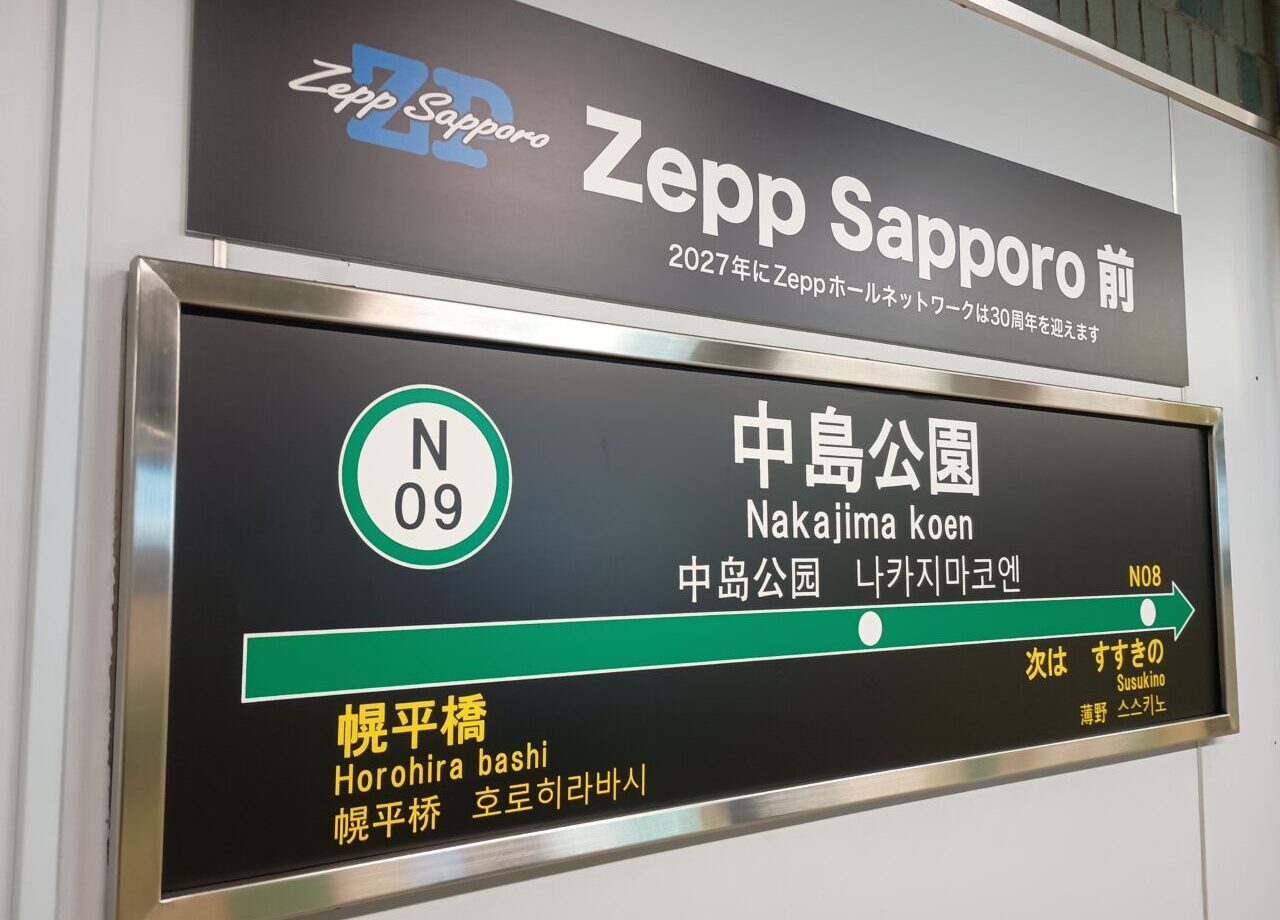 ZP
Zepp Sapporo
Zepp Sapporo 前
2027年にZeppホールネットワークは30周年を迎えます
N
09
中島公園
Nakajima koen
中岛公园 나카지마코엔
N08
次は すすきの
Susukino
薄野 스스키노
幌平橋
Horohira bashi
幌平桥 호로히라바시